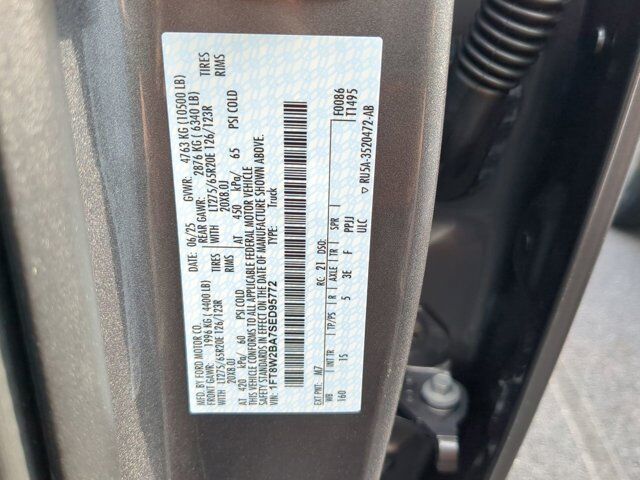 MFD. BY FORD MOTOR CO.
06/25
GVWR: 4763 KG (10500 LB)
FRONT GAWR: 1996 KG (4400 LB)
REAR GAWR: 2876 KG (6340 LB)
WITH LT275/65R20E 126/123R TIRES
WITH LT275/65R20E 126/123R TIRES
20X8.0J RIMS
20X8.0J RIMS
AT 420 kPa/ 60 PSI COLD
AT 450 kPa/ 65 PSI COLD
THIS VEHICLE CONFORMS TO ALL APPLICABLE FEDERAL MOTOR VEHICLE
SAFETY STANDARDS IN EFFECT ON THE DATE OF MANUFACTURE SHOWN ABOVE.
VIN: 1FT8W2BA7SED95772
TYPE: Truck
F0086
T1495
EXT PNT: M7 RC: 21 DSO:
WB INT TR TP/PS R AXLE TR SPR
160 15 5 3E F PPJJ
ULC
▽ RU5A-3520472-AB